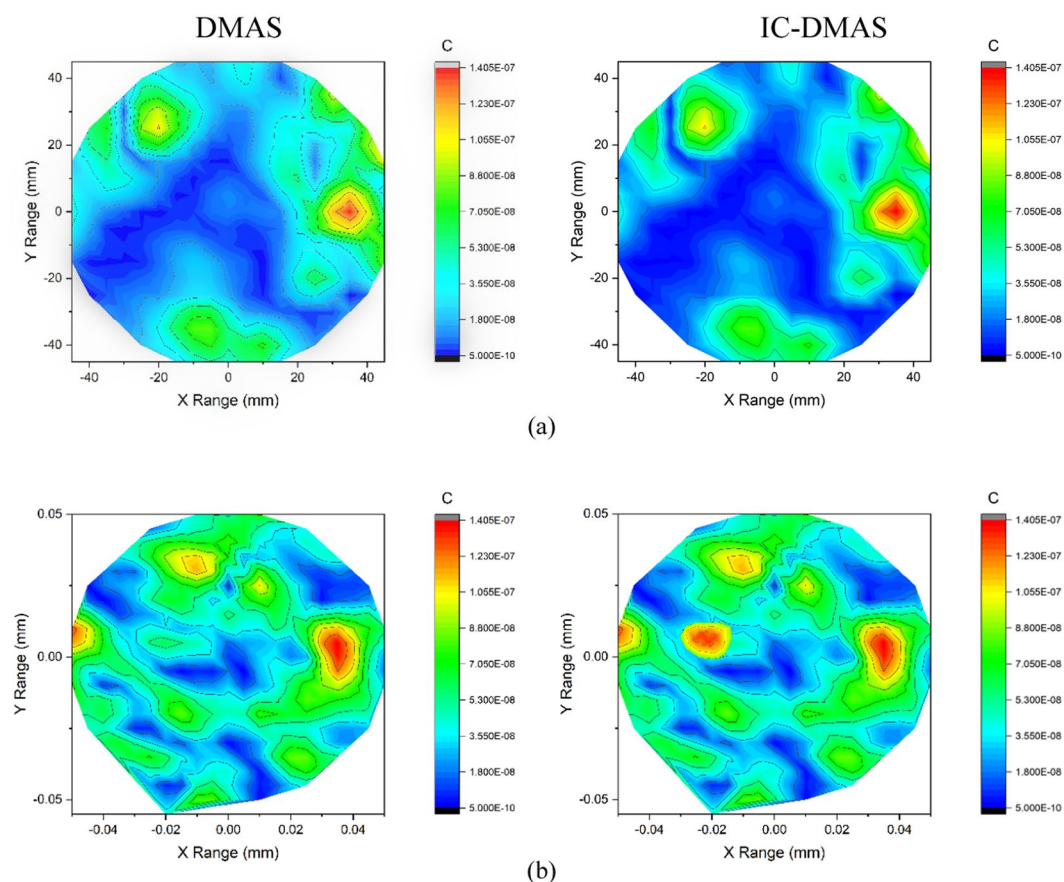 DMAS
IC-DMAS
C
1.405E-07
1.230E-07
1.055E-07
8.800E-08
7.050E-08
5.300E-08
3.550E-08
1.800E-08
5.000E-10
Y Range (mm)
40
20
0
-20
-40
-40
-20
0
20
40
X Range (mm)
C
1.405E-07
1.230E-07
1.055E-07
8.800E-08
7.050E-08
5.300E-08
3.550E-08
1.800E-08
5.000E-10
Y Range (mm)
40
20
0
-20
-40
-40
-20
0
20
40
X Range (mm)
(a)
C
1.405E-07
1.230E-07
1.055E-07
8.800E-08
7.050E-08
5.300E-08
3.550E-08
1.800E-08
5.000E-10
Y Range (mm)
0.05
0.00
-0.05
-0.04
-0.02
0.00
0.02
0.04
X Range (mm)
C
1.405E-07
1.230E-07
1.055E-07
8.800E-08
7.050E-08
5.300E-08
3.550E-08
1.800E-08
5.000E-10
Y Range (mm)
0.05
0.00
-0.05
-0.04
-0.02
0.00
0.02
0.04
X Range (mm)
(b)